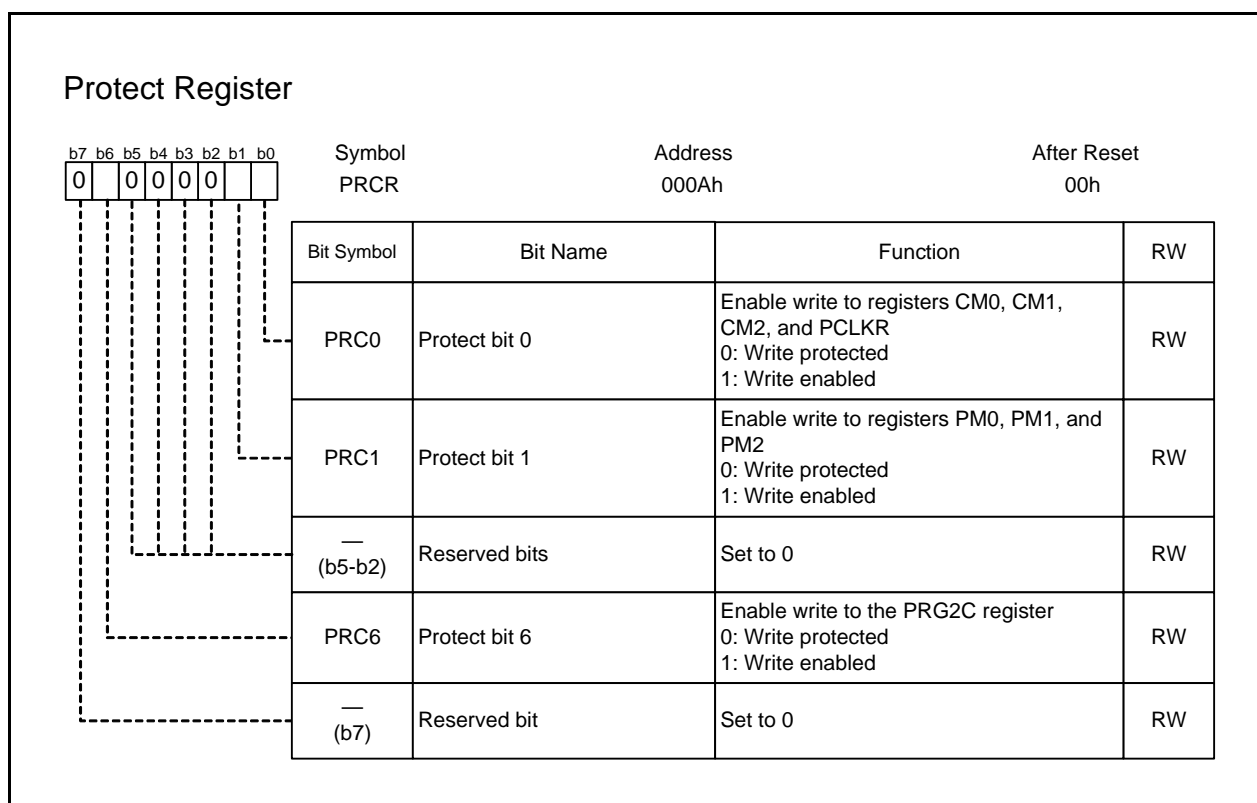 Protect Register
b7 b6 b5 b4 b3 b2 b1 b0
0 0 0 0 0
Symbol Address After Reset
PRCR 000Ah 00h
Bit Symbol Bit Name Function RW
PRC0 Protect bit 0 Enable write to registers CM0, CM1,
CM2, and PCLKR
0: Write protected
1: Write enabled
RW
PRC1 Protect bit 1 Enable write to registers PM0, PM1, and
PM2
0: Write protected
1: Write enabled
RW
—
(b5-b2) Reserved bits Set to 0 RW
PRC6 Protect bit 6 Enable write to the PRG2C register
0: Write protected
1: Write enabled
RW
—
(b7) Reserved bit Set to 0 RW